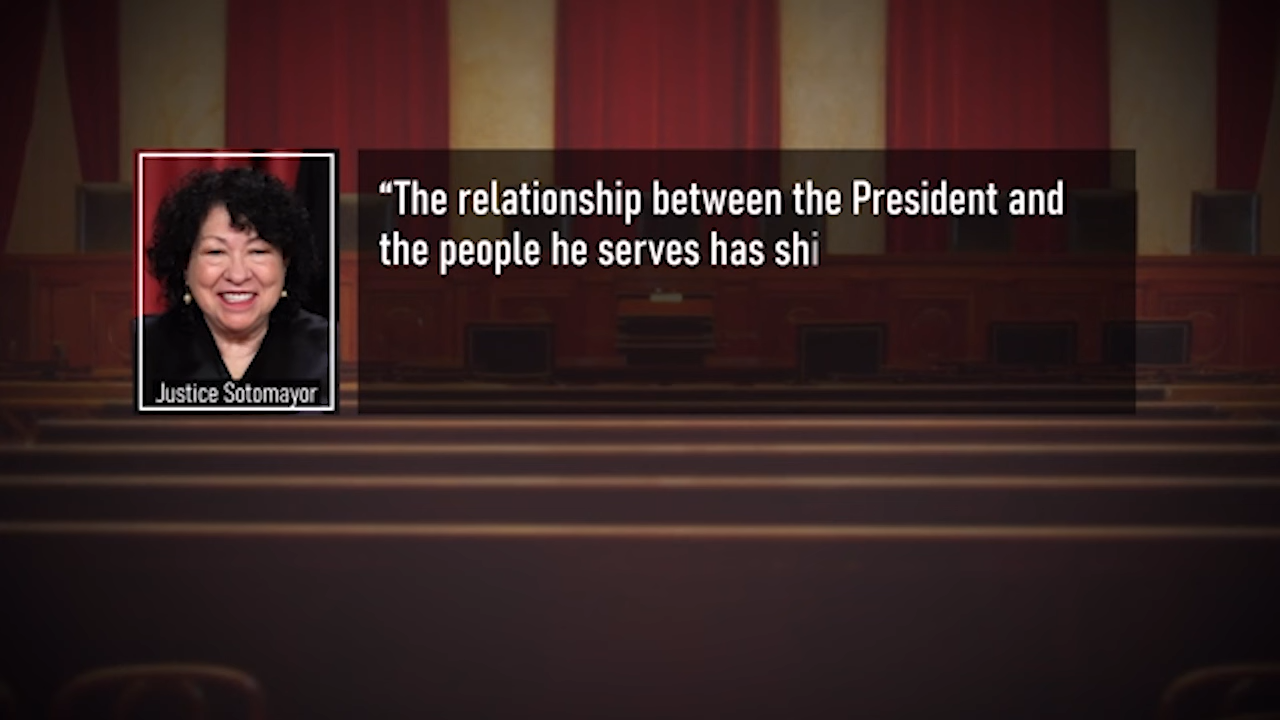 “The relationship between the President and
the people he serves has shi
Justice Sotomayor